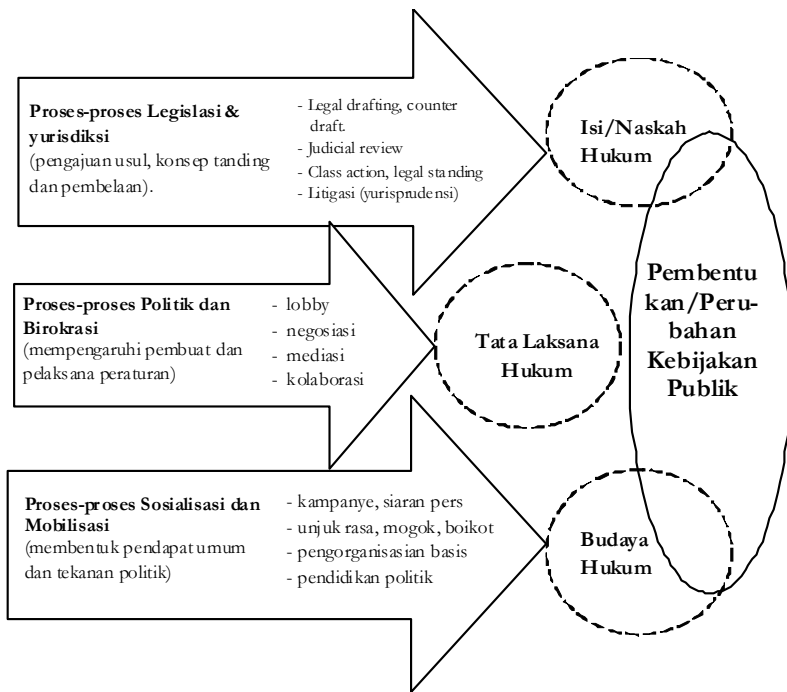 Proses-proses Legislasi &
yurisdiksi
(pengajuan usul, konsep tanding
dan pembelaan).
- Legal drafting, counter
draft.
- Judicial review
- Class action, legal standing
- Litigasi (yurisprudensi)
Isi/Naskah
Hukum
Proses-proses Politik dan
Birokrasi
(mempengaruhi pembuat dan
pelaksana peraturan)
- lobby
- negosiasi
- mediasi
- kolaborasi
Tata Laksana
Hukum
Pembentu
kan/Peru-
bahan
Kebijakan
Publik
Proses-proses Sosialisasi dan
Mobilisasi
(membentuk pendapat umum
dan tekanan politik)
- kampanye, siaran pers
- unjuk rasa, mogok, boikot
- pengorganisasian basis
- pendidikan politik
Budaya
Hukum